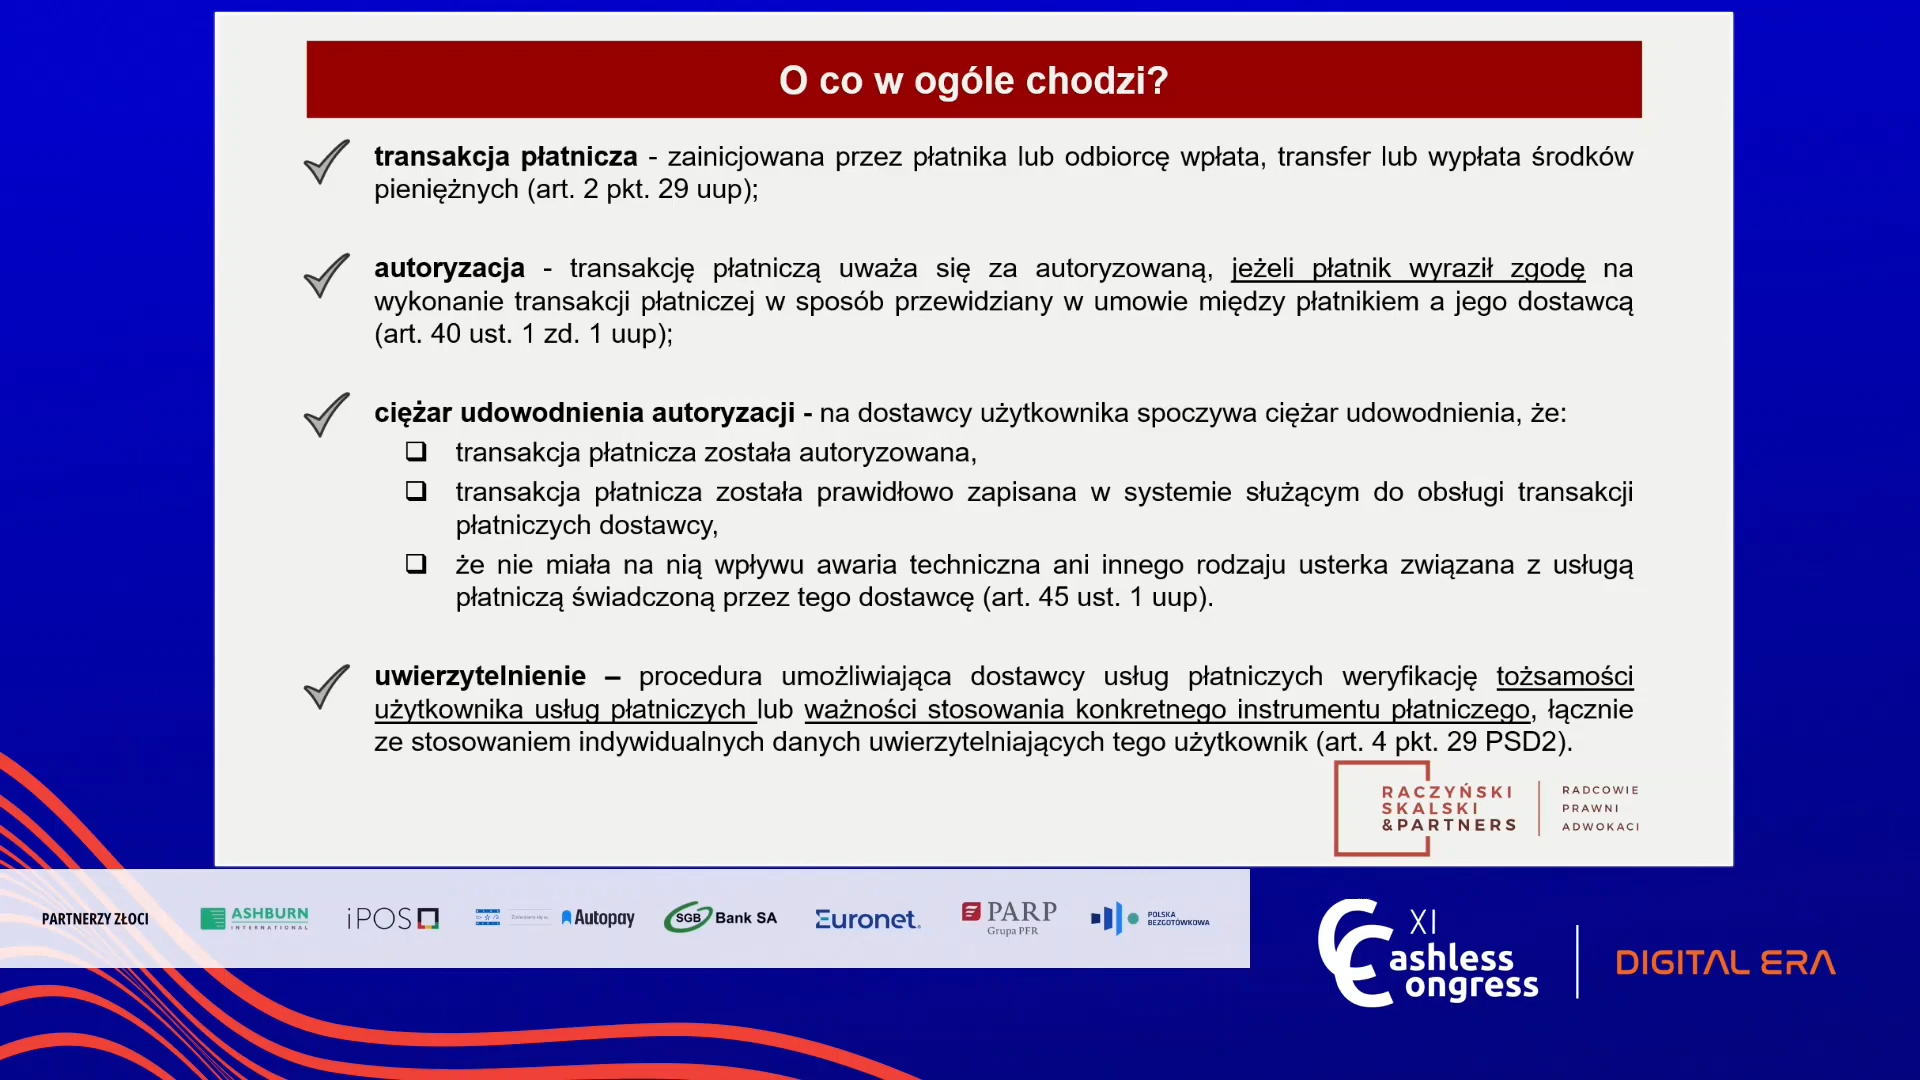 O co w ogóle chodzi?
transakcja płatnicza - zainicjowana przez płatnika lub odbiorcę wpłata, transfer lub wypłata środków
pieniężnych (art. 2 pkt. 29 uup);
autoryzacja - transakcję płatniczą uważa się za autoryzowaną, jeżeli płatnik wyraził zgodę na
wykonanie transakcji płatniczej w sposób przewidziany w umowie między płatnikiem a jego dostawcą
(art. 40 ust. 1 zd. 1 uup);
ciężar udowodnienia autoryzacji - na dostawcy użytkownika spoczywa ciężar udowodnienia, że:
transakcja płatnicza została autoryzowana,
transakcja płatnicza została prawidłowo zapisana w systemie służącym do obsługi transakcji
płatniczych dostawcy,
że nie miała na nią wpływu awaria techniczna ani innego rodzaju usterka związana z usługą
płatniczą świadczoną przez tego dostawcę (art. 45 ust. 1 uup).
uwierzytelnienie – procedura umożliwiająca dostawcy usług płatniczych weryfikację tożsamości
użytkownika usług płatniczych lub ważności stosowania konkretnego instrumentu płatniczego, łącznie
ze stosowaniem indywidualnych danych uwierzytelniających tego użytkownik (art. 4 pkt. 29 PSD2).
RACZYŃSKI
SKALSKI
&PARTNERS
RADCOWIE
PRAWNI
ADWOKACI
PARTNERZY ZŁOCI
ASHBURN
INTERNATIONAL
iPOS
Autopay
SGB Bank SA
Euronet
PARP
Grupa PFR
POLSKA
BEZGOTÓWKOWA
XI
Cashless
Congress
DIGITAL ERA